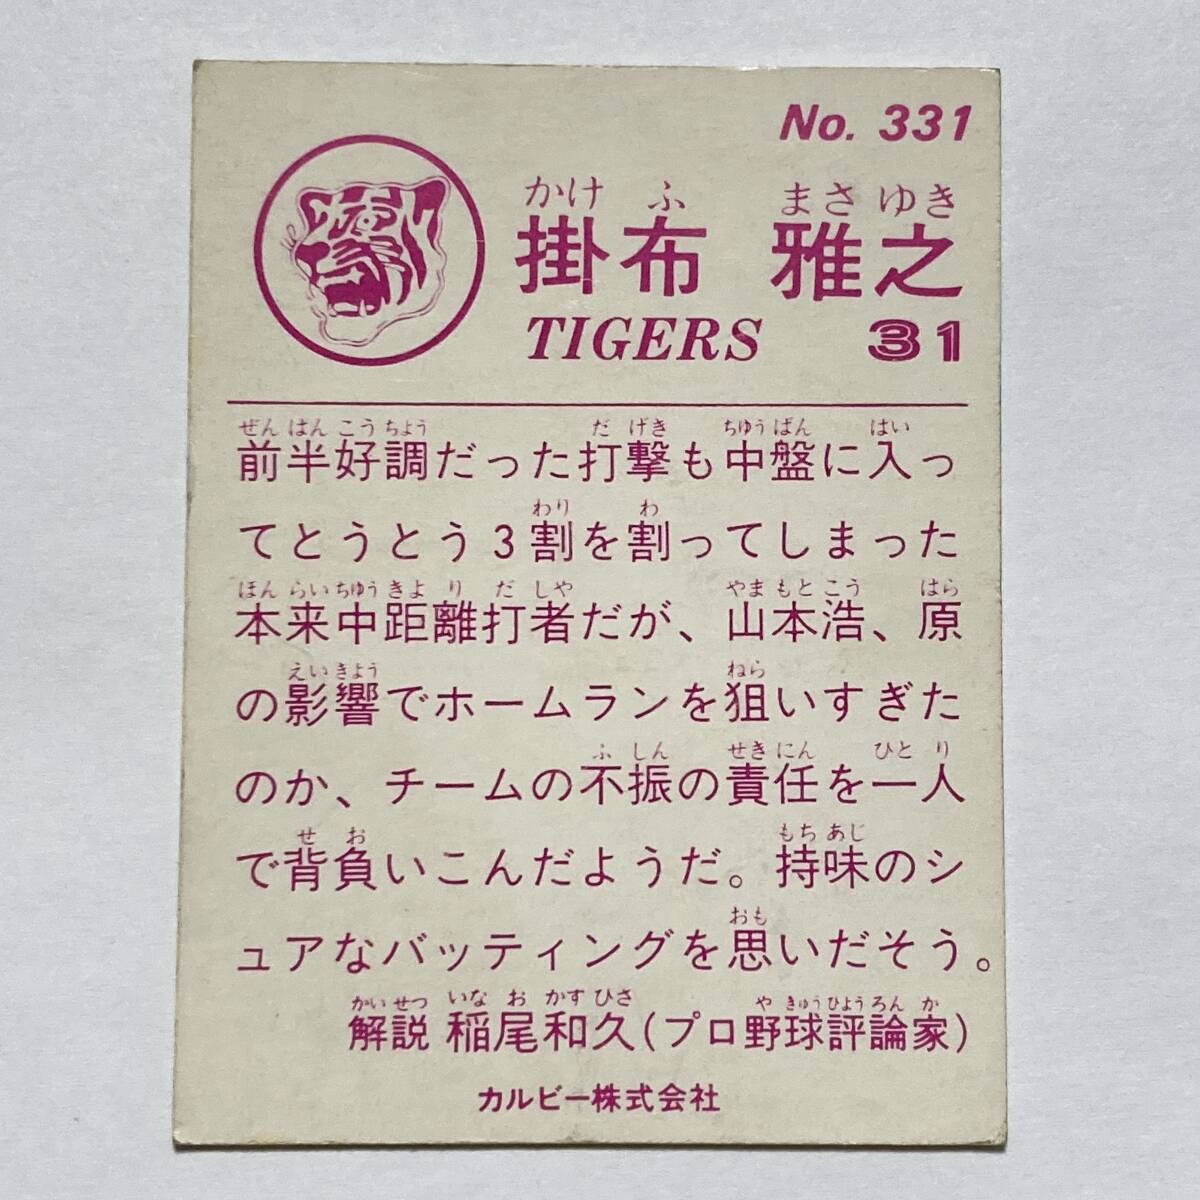 No. 331
かけ ふ まさ ゆき
掛布 雅之
TIGERS 31
ぜん はん こう ちょう だ げき ちゅう ばん はい
前半好調だった打撃も中盤に入っ
わり わ
てとうとう3割を割ってしまった
ほん らい ちゅう きょ り だ しゃ やま もと こう はら
本来中距離打者だが、山本浩、原
えい きょう ねら
の影響でホームランを狙いすぎた
ふ しん せき にん ひと り
のか、チームの不振の責任を一人
せ お もち あじ
で背負いこんだようだ。持味のシ
おも
ュアなバッティングを思いだそう。
かい せつ いな お かず ひさ や きゅう ひょう ろん か
解説 稲尾和久(プロ野球評論家)
カルビー株式会社